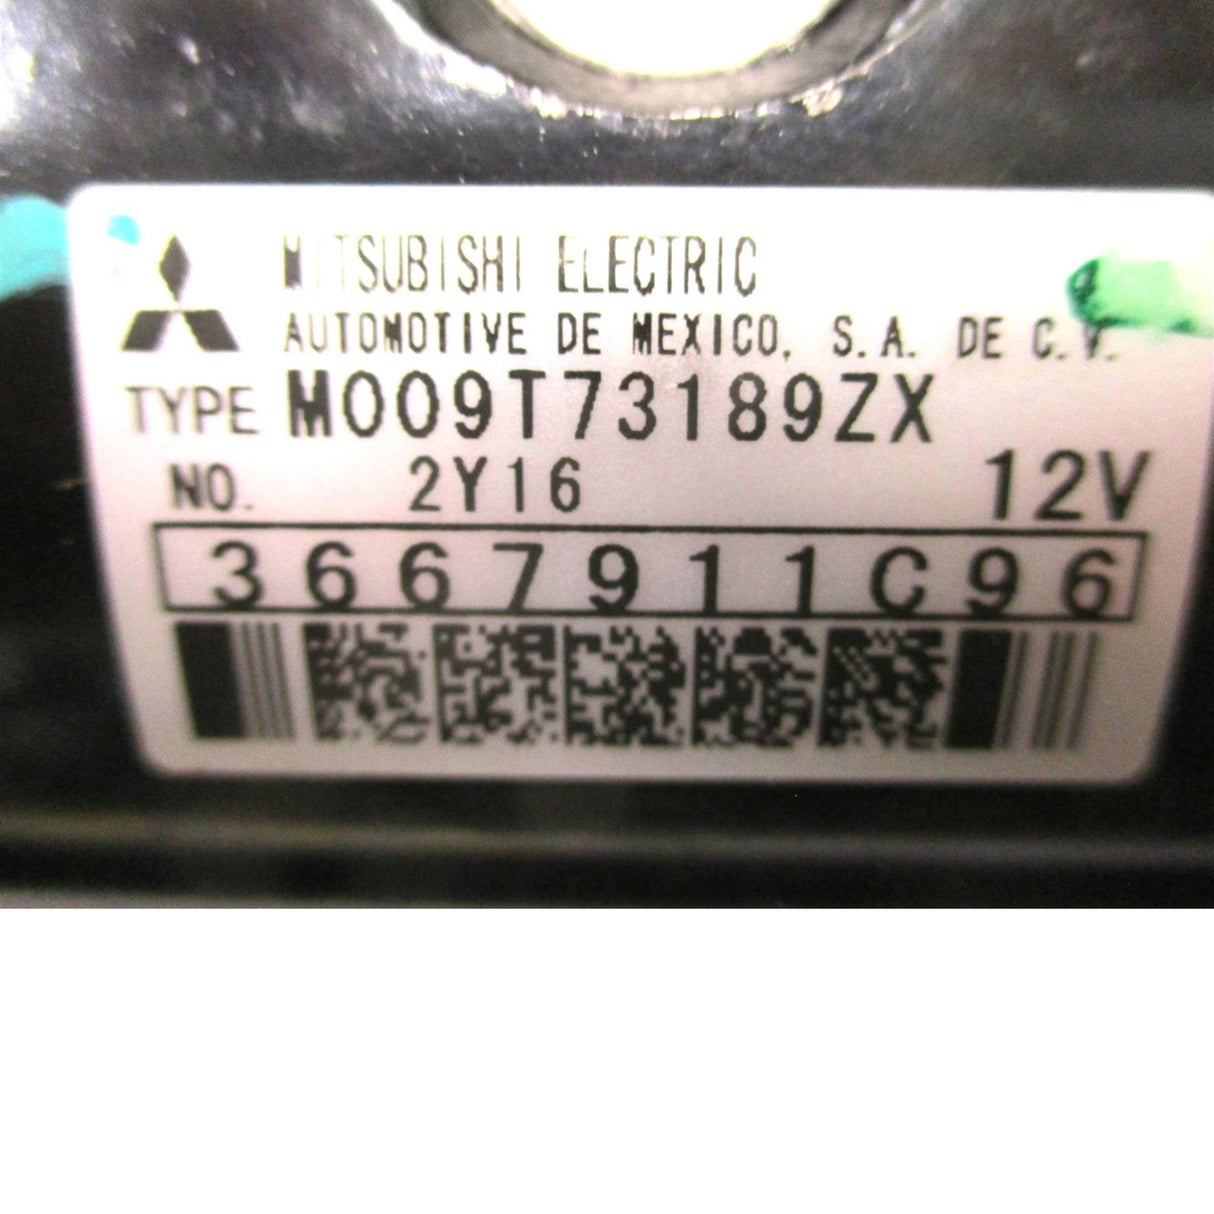 MITSUBISHI ELECTRIC
AUTOMOTIVE DE MEXICO, S.A. DE C.V.
TYPE M009T73189ZX
NO. 2Y16 12V
3667911C96